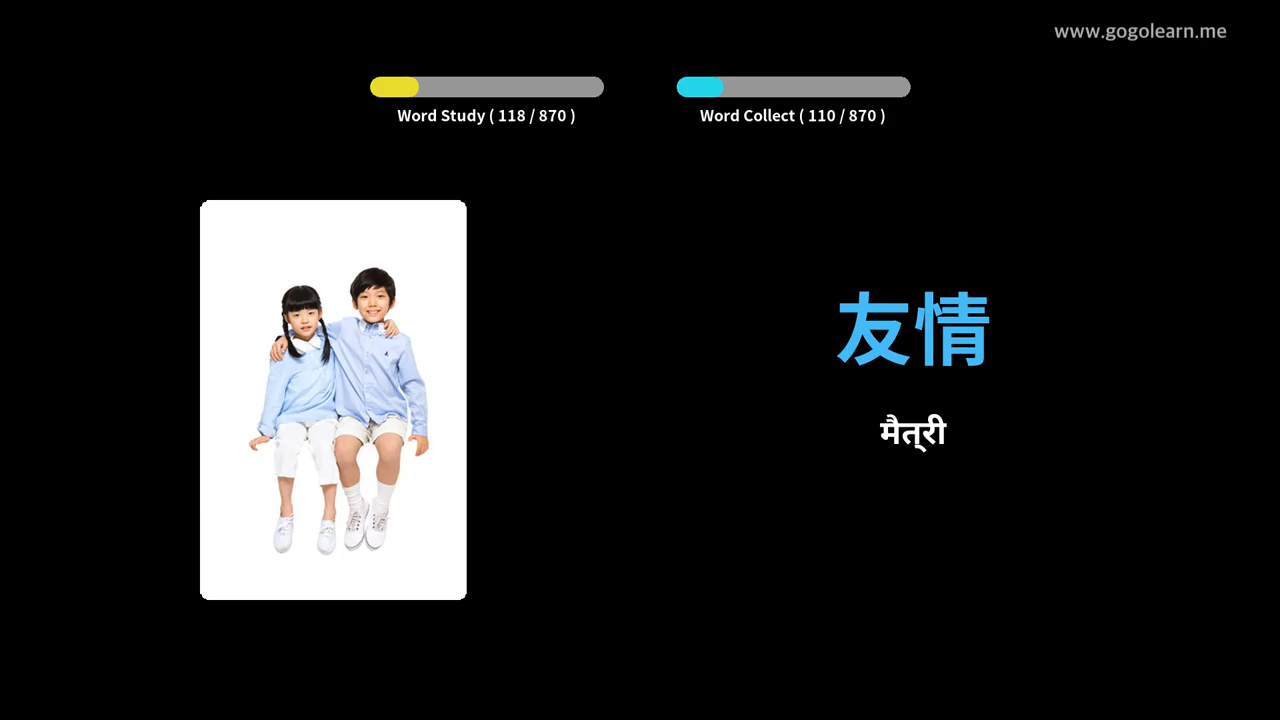 www.gogolearn.me
Word Study ( 118 / 870 )
Word Collect ( 110 / 870 )
友情
मैत्री